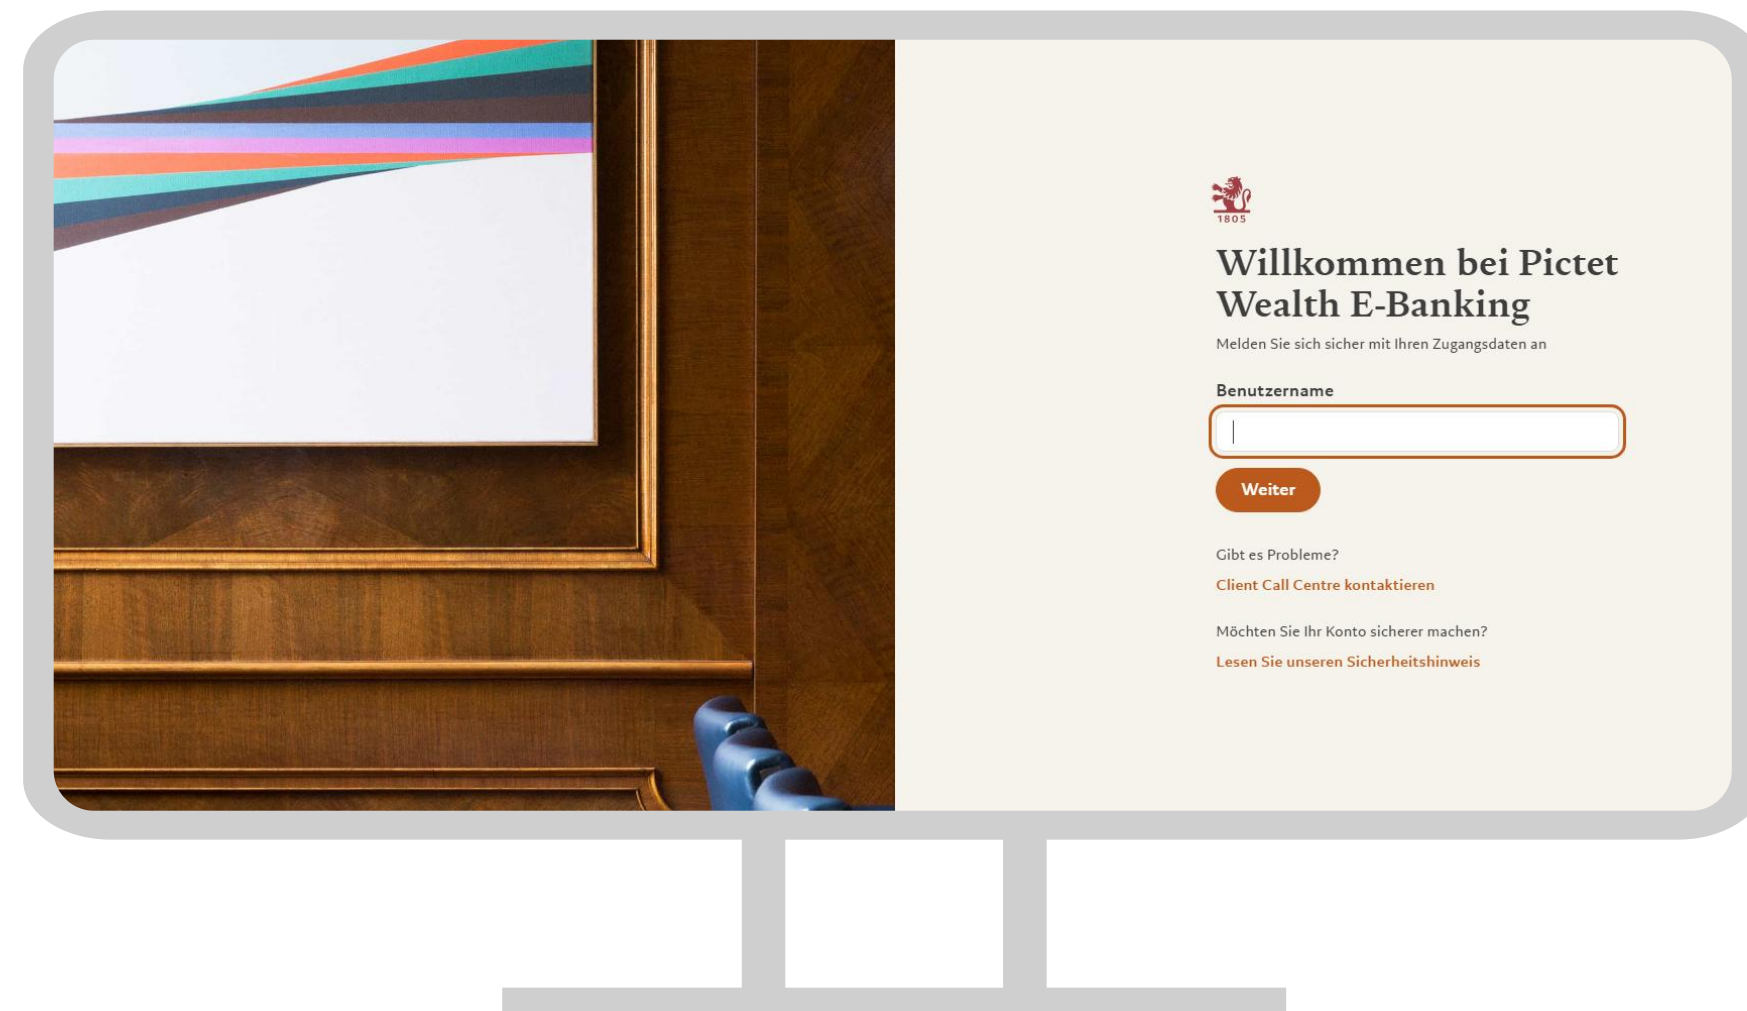 1805
Willkommen bei Pictet
Wealth E-Banking
Melden Sie sich sicher mit Ihren Zugangsdaten an
Benutzername
Weiter
Gibt es Probleme?
Client Call Centre kontaktieren
Möchten Sie Ihr Konto sicherer machen?
Lesen Sie unseren Sicherheitshinweis